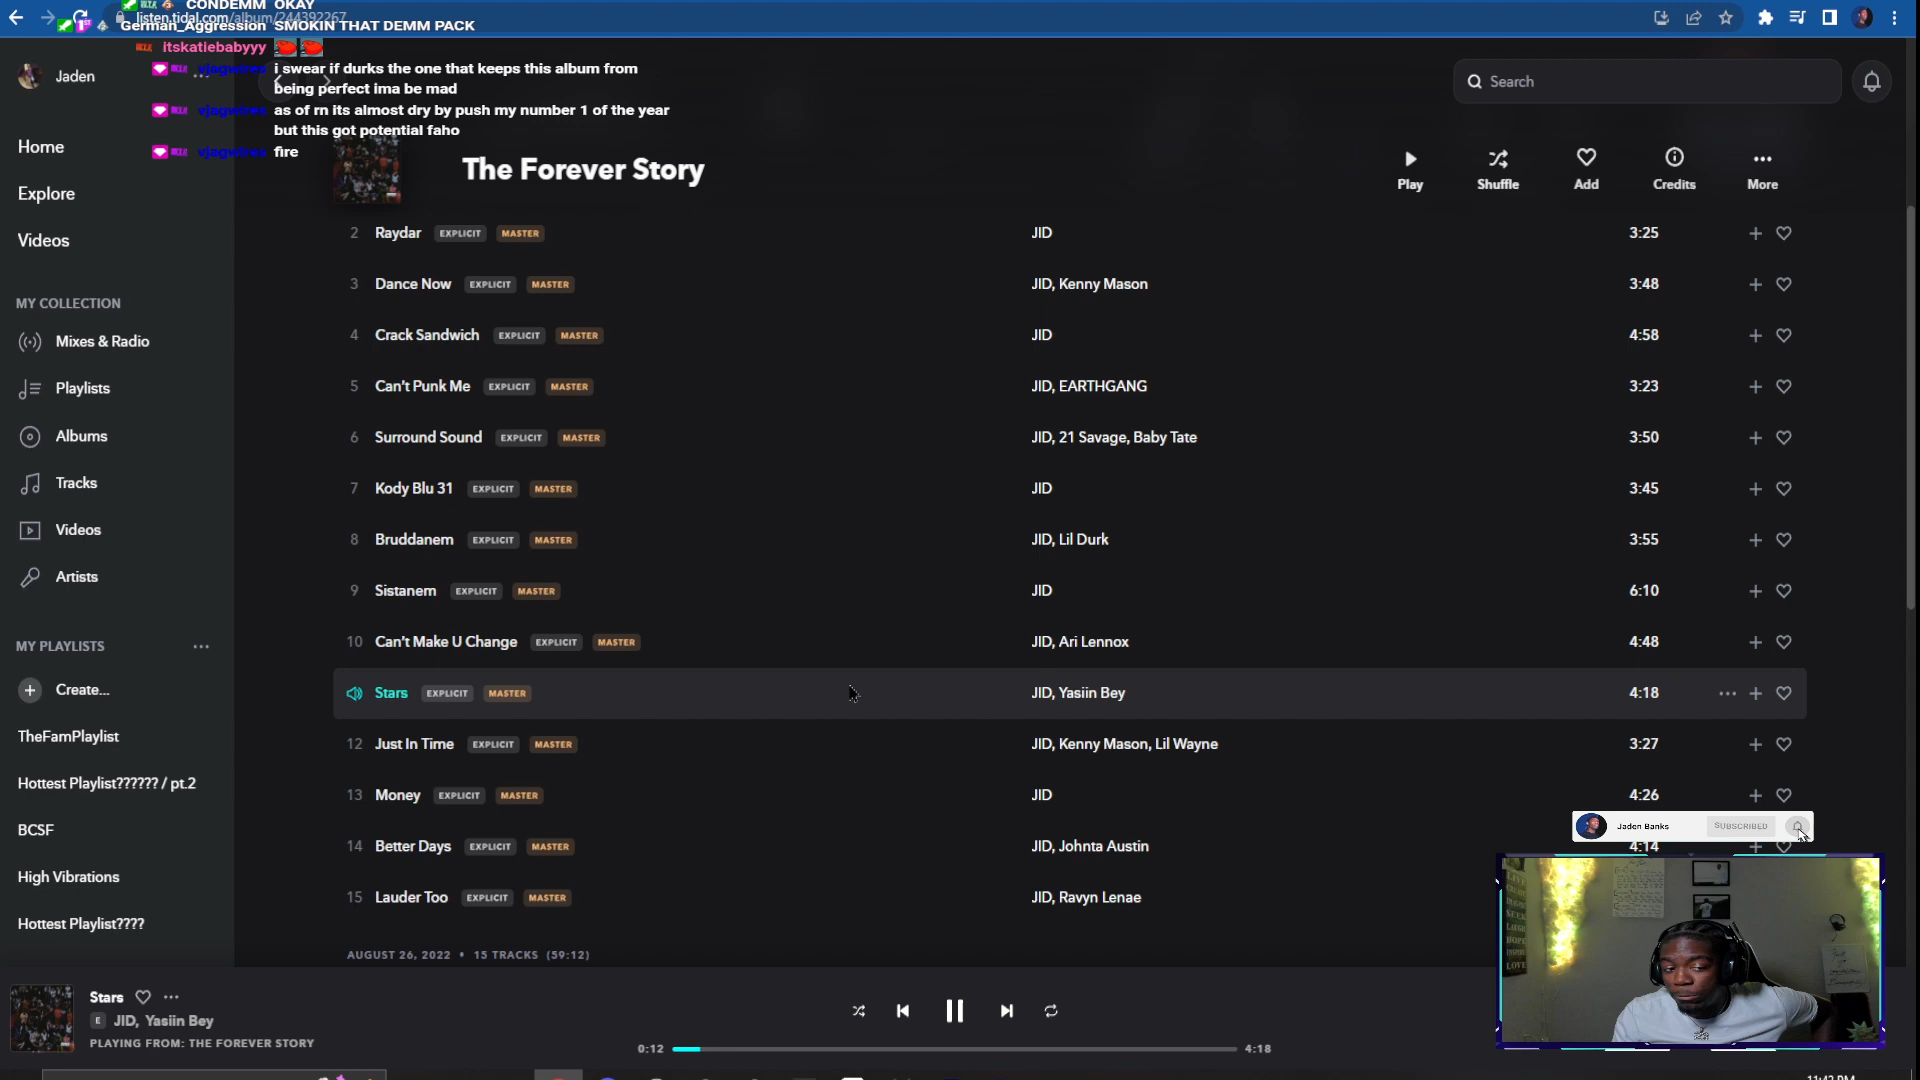 CONDEMM OKAY
listen.tidal.com/album/244392267
German_Aggression SMOKIN THAT DEMM PACK
itskatiebabyyy
Jaden
vjagwires i swear if durks the one that keeps this album from
being perfect ima be mad
Search
vjagwires as of rn its almost dry by push my number 1 of the year
but this got potential faho
vjagwires fire
Home
Explore
Videos
The Forever Story
Play
Shuffle
Add
Credits
More
MY COLLECTION
Mixes & Radio
Playlists
Albums
Tracks
Videos
Artists
MY PLAYLISTS
Create...
TheFamPlaylist
Hottest Playlist?????? / pt.2
BCSF
High Vibrations
Hottest Playlist????
2 Raydar EXPLICIT MASTER JID 3:25
3 Dance Now EXPLICIT MASTER JID, Kenny Mason 3:48
4 Crack Sandwich EXPLICIT MASTER JID 4:58
5 Can't Punk Me EXPLICIT MASTER JID, EARTHGANG 3:23
6 Surround Sound EXPLICIT MASTER JID, 21 Savage, Baby Tate 3:50
7 Kody Blu 31 EXPLICIT MASTER JID 3:45
8 Bruddanem EXPLICIT MASTER JID, Lil Durk 3:55
9 Sistanem EXPLICIT MASTER JID 6:10
10 Can't Make U Change EXPLICIT MASTER JID, Ari Lennox 4:48
Stars EXPLICIT MASTER JID, Yasiin Bey 4:18
12 Just In Time EXPLICIT MASTER JID, Kenny Mason, Lil Wayne 3:27
13 Money EXPLICIT MASTER JID 4:26
Jaden Banks SUBSCRIBED
14 Better Days EXPLICIT MASTER JID, Johnta Austin 4:14
15 Lauder Too EXPLICIT MASTER JID, Ravyn Lenae
AUGUST 26, 2022 • 15 TRACKS (59:12)
Stars
E JID, Yasiin Bey
PLAYING FROM: THE FOREVER STORY
0:12
4:18